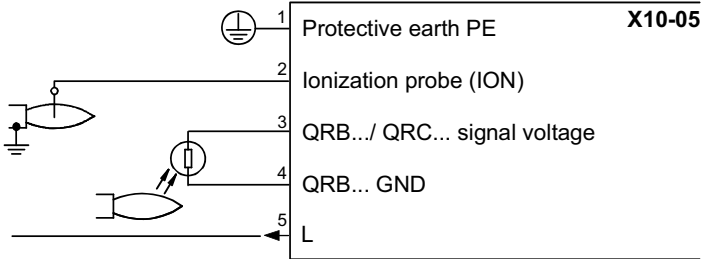 X10-05
1 Protective earth PE
2 Ionization probe (ION)
3 QRB.../ QRC... signal voltage
4 QRB... GND
5 L